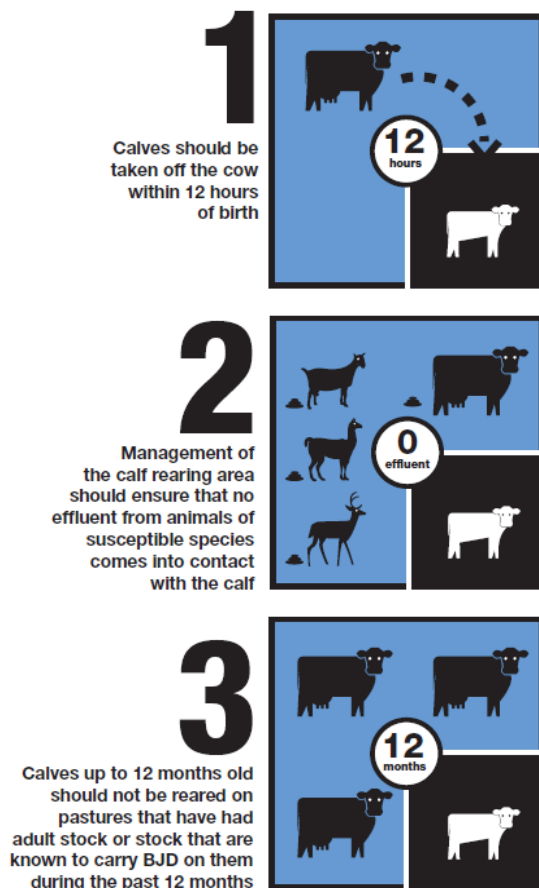 1
Calves should be
taken off the cow
within 12 hours
of birth
12
hours
2
Management of
the calf rearing area
should ensure that no
effluent from animals of
susceptible species
comes into contact
with the calf
0
effluent
3
Calves up to 12 months old
should not be reared on
pastures that have had
adult stock or stock that are
known to carry BJD on them
during the past 12 months
12
months